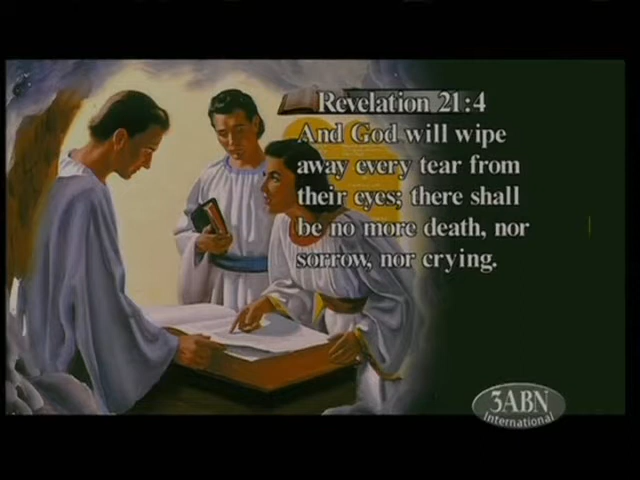 Revelation 21:4
And God will wipe
away every tear from
their eyes; there shall
be no more death, nor
sorrow, nor crying.
3ABN
International